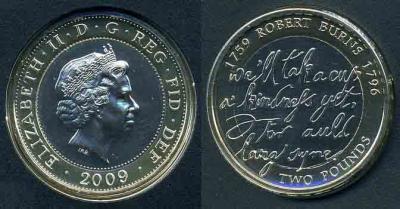 ELIZABETH II · D · G · REG · FID · DEF
· 2009 ·
IRB
1759 ROBERT BURNS 1796
we'll tak a cup
a' kindness yet,
For auld
lang syne
TWO POUNDS